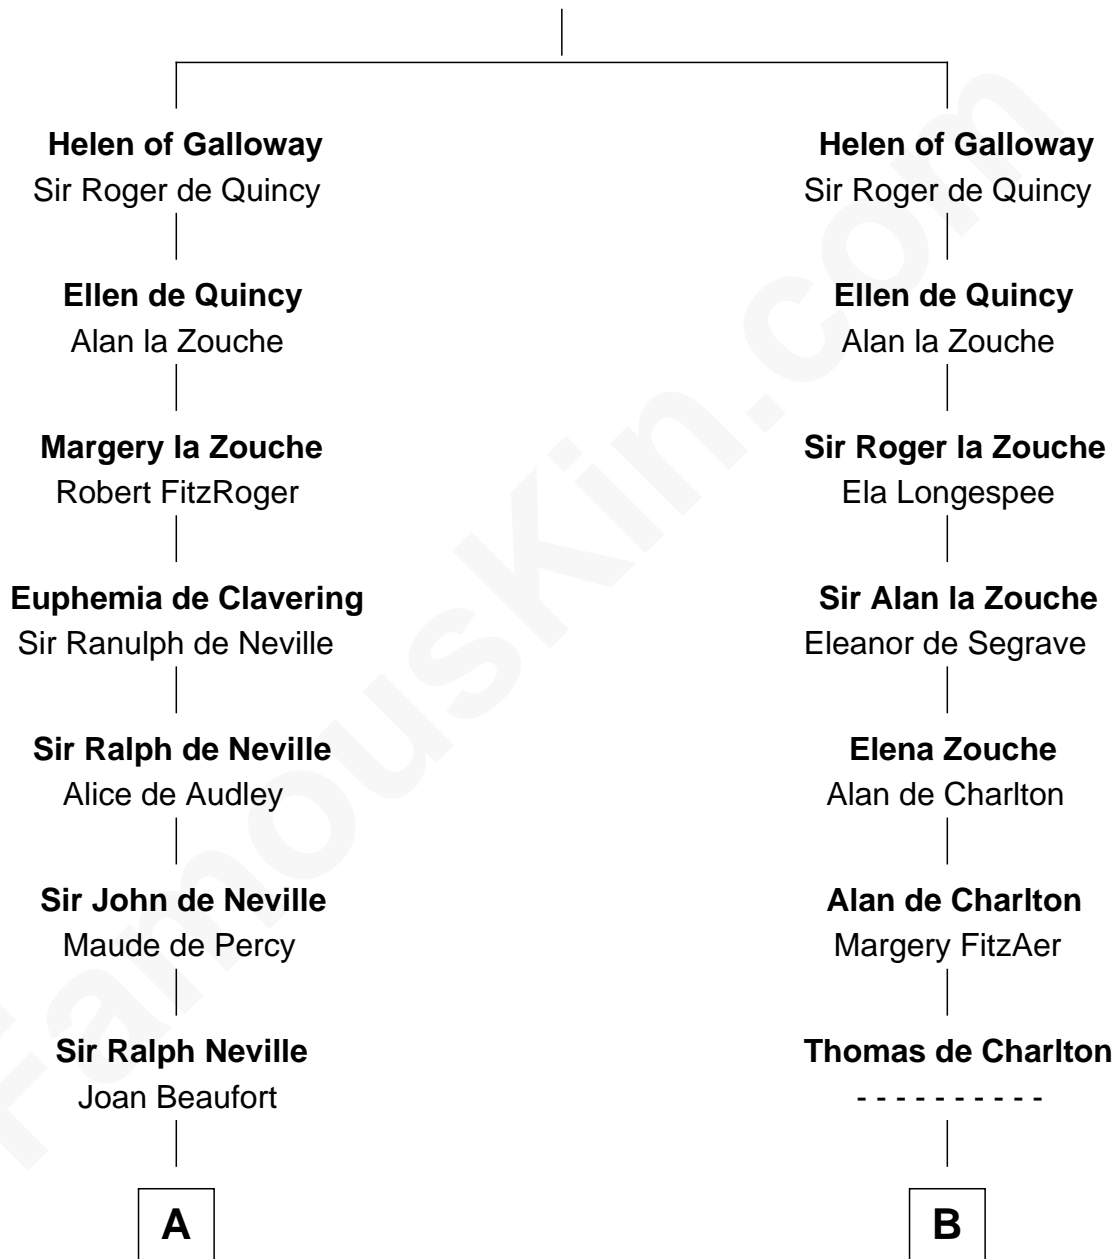 Helen of Galloway
Sir Roger de Quincy
Ellen de Quincy
Alan la Zouche
Margery la Zouche
Robert FitzRoger
Euphemia de Clavering
Sir Ranulph de Neville
Sir Ralph de Neville
Alice de Audley
Sir John de Neville
Maude de Percy
Sir Ralph Neville
Joan Beaufort
A
Helen of Galloway
Sir Roger de Quincy
Ellen de Quincy
Alan la Zouche
Sir Roger la Zouche
Ela Longespee
Sir Alan la Zouche
Eleanor de Segrave
Elena Zouche
Alan de Charlton
Alan de Charlton
Margery FitzAer
Thomas de Charlton
- - - - - - - - - -
B
FamousKin.com